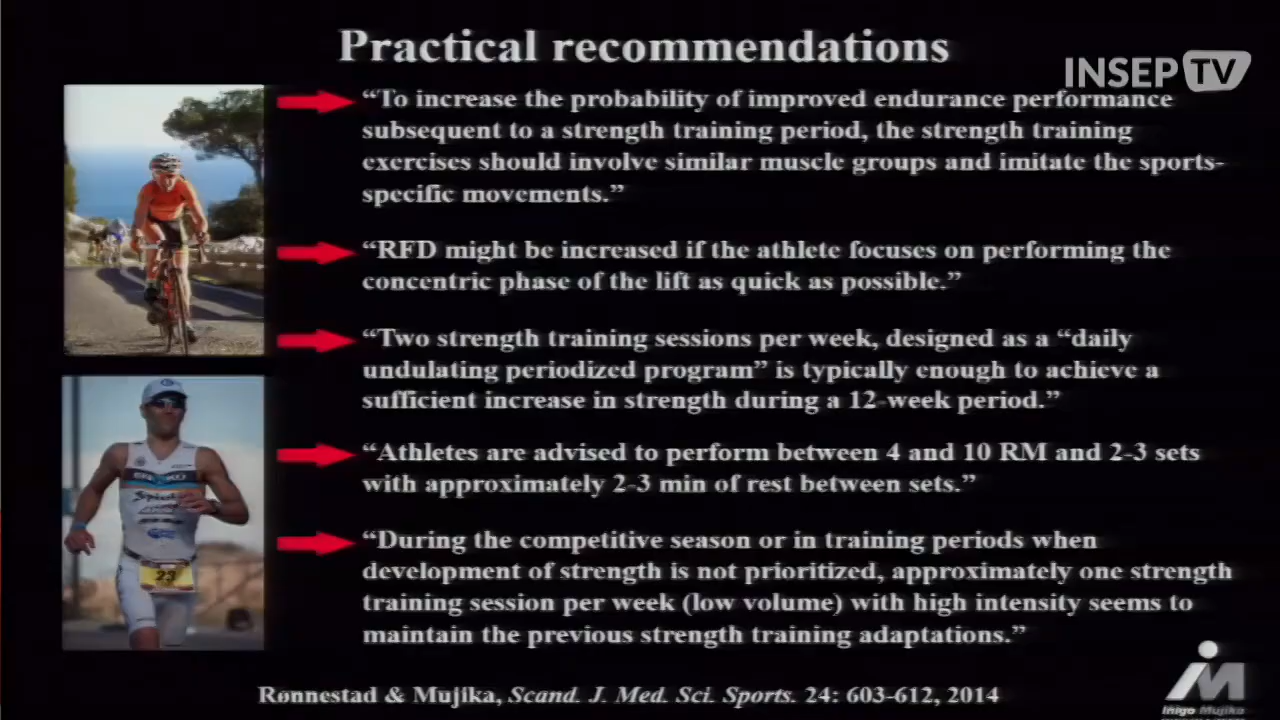 Practical recommendations
INSEP TV
“To increase the probability of improved endurance performance
subsequent to a strength training period, the strength training
exercises should involve similar muscle groups and imitate the sports-
specific movements.”
“RFD might be increased if the athlete focuses on performing the
concentric phase of the lift as quick as possible.”
“Two strength training sessions per week, designed as a “daily
undulating periodized program” is typically enough to achieve a
sufficient increase in strength during a 12-week period.”
“Athletes are advised to perform between 4 and 10 RM and 2-3 sets
with approximately 2-3 min of rest between sets.”
“During the competitive season or in training periods when
development of strength is not prioritized, approximately one strength
training session per week (low volume) with high intensity seems to
maintain the previous strength training adaptations.”
23
Rønnestad & Mujika, Scand. J. Med. Sci. Sports. 24: 603-612, 2014
iM
Iñigo Mujika